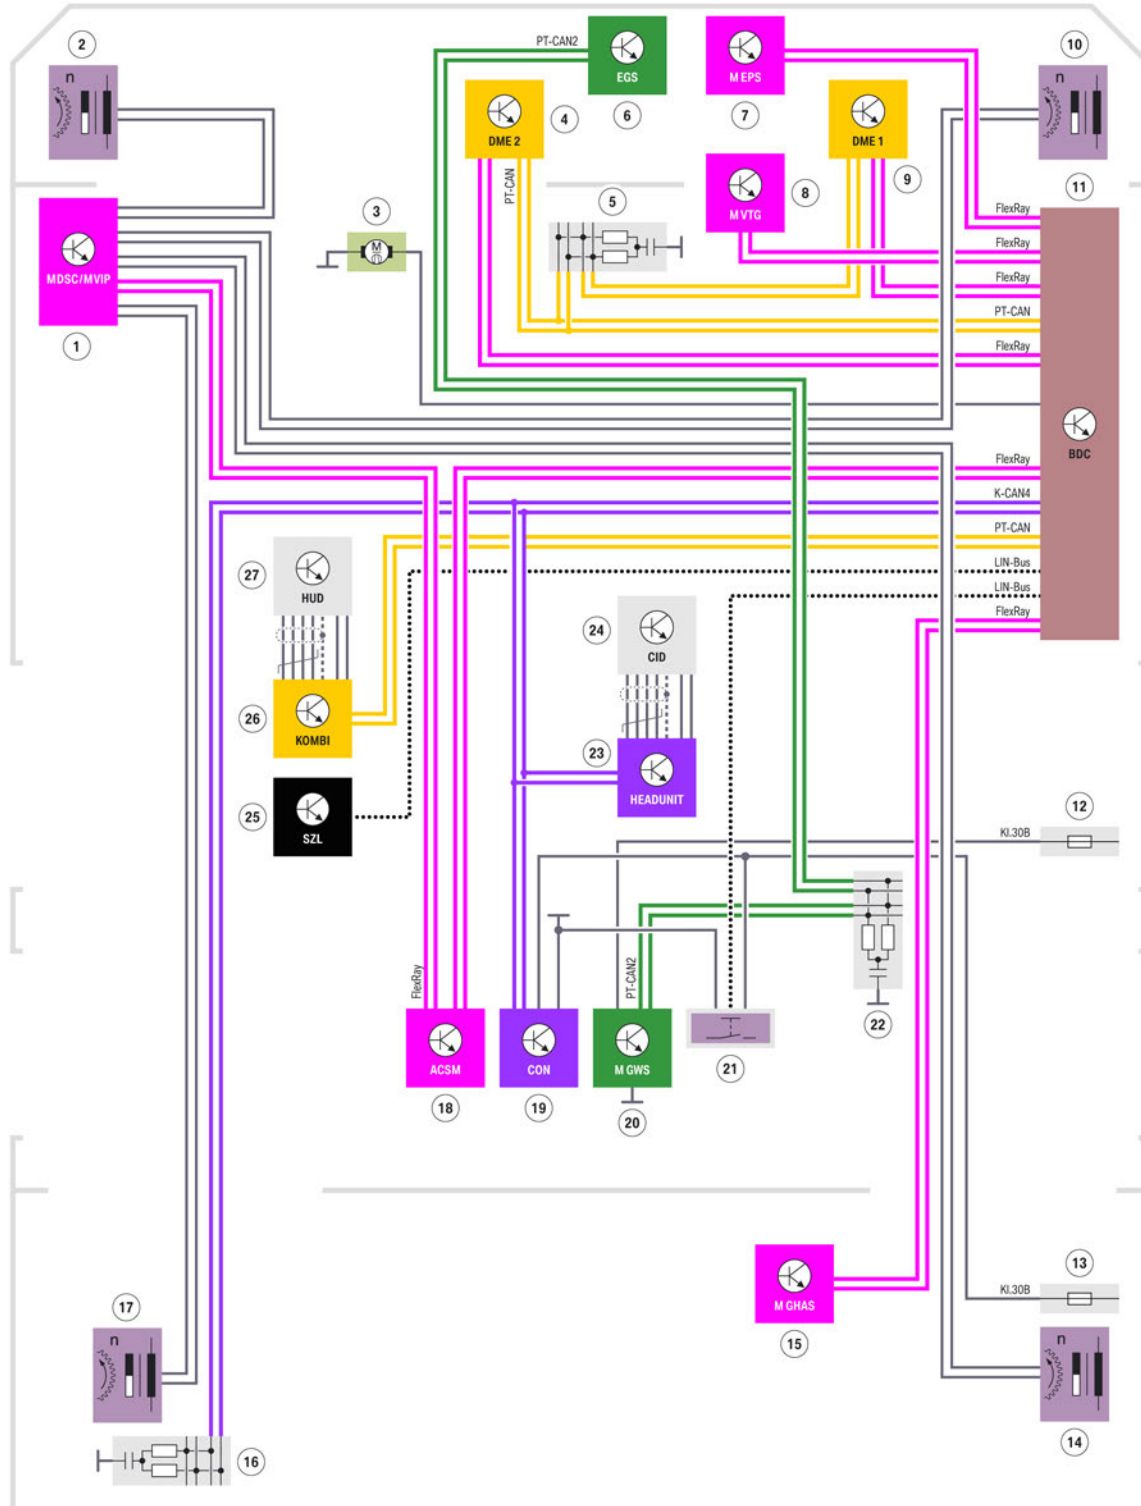 2
n
PT-CAN2
EGS
6
M EPS
7
10
n
DME 2
4
DME 1
9
PT-CAN
M VTG
8
5
11
3
M
G
MDSC/MVIP
1
FlexRay
FlexRay
FlexRay
PT-CAN
FlexRay
BDC
FlexRay
K-CAN4
PT-CAN
LIN-Bus
LIN-Bus
FlexRay
27
HUD
24
CID
26
KOMBI
23
HEADUNIT
25
SZL
12
Kl.30B
FlexRay
PT-CAN2
22
ACSM
18
CON
19
M GWS
20
21
M GHAS
15
13
Kl.30B
17
n
n
14
16